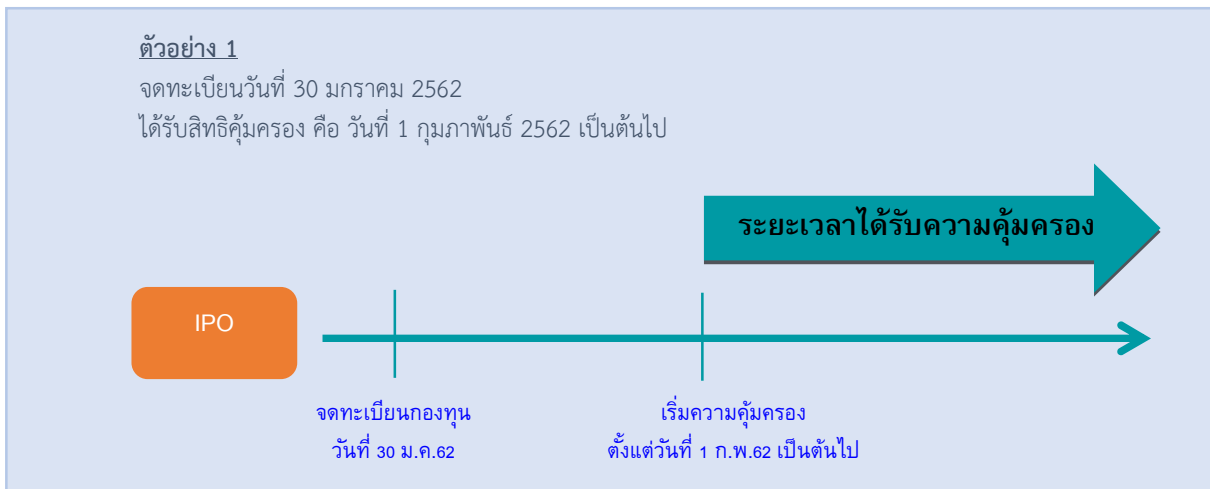 ตัวอย่าง 1
จดทะเบียนวันที่ 30 มกราคม 2562
ได้รับสิทธิคุ้มครอง คือ วันที่ 1 กุมภาพันธ์ 2562 เป็นต้นไป
ระยะเวลาได้รับความคุ้มครอง
IPO
จดทะเบียนกองทุน
วันที่ 30 ม.ค.62
เริ่มความคุ้มครอง
ตั้งแต่วันที่ 1 ก.พ.62 เป็นต้นไป